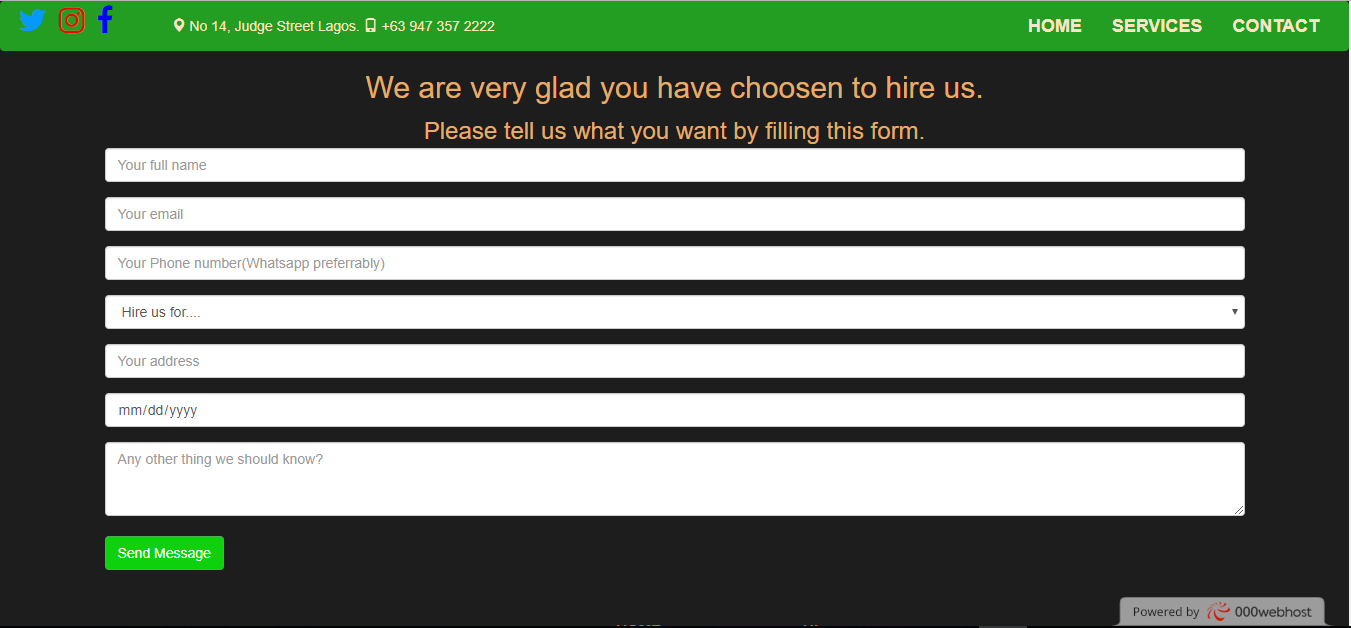 No 14, Judge Street Lagos. +63 947 357 2222 HOME SERVICES CONTACT
We are very glad you have choosen to hire us.
Please tell us what you want by filling this form.
Your full name
Your email
Your Phone number(Whatsapp preferrably)
Hire us for....
Your address
mm/dd/yyyy
Any other thing we should know?
Send Message
Powered by 000webhost